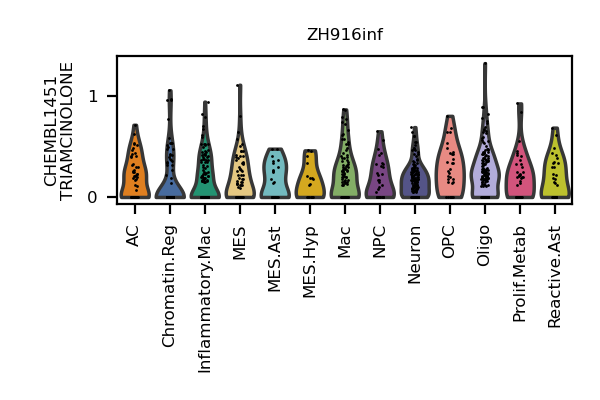 ZH916inf
CHEMBL1451
TRIAMCINOLONE
1
0
AC
Chromatin.Reg
Inflammatory.Mac
MES
MES.Ast
MES.Hyp
Mac
NPC
Neuron
OPC
Oligo
Prolif.Metab
Reactive.Ast